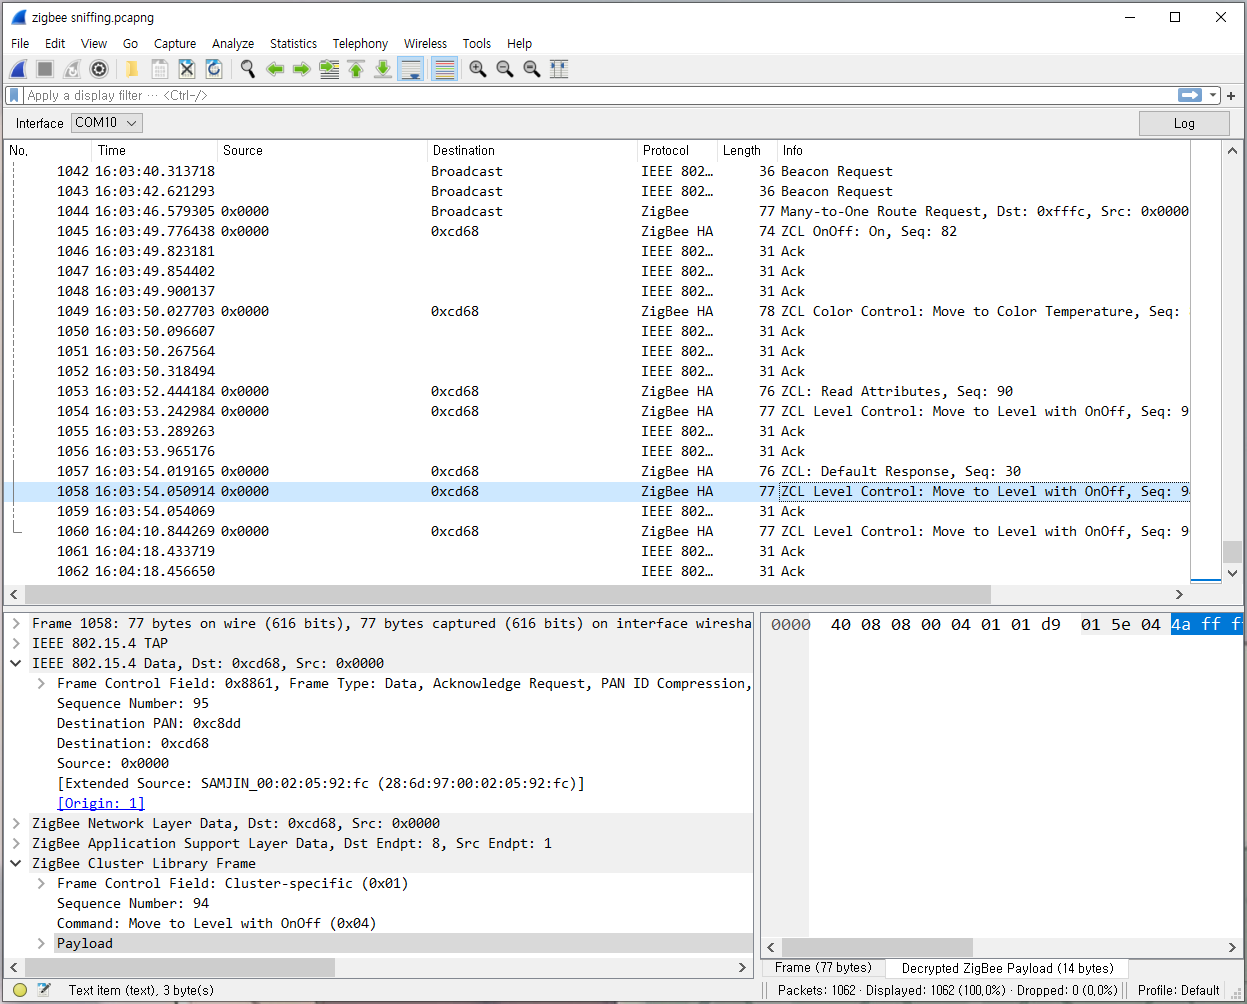 zigbee sniffing.pcapng
File Edit View Go Capture Analyze Statistics Telephony Wireless Tools Help
Apply a display filter ··· <Ctrl-/>
Interface COM10 Log
No. Time Source Destination Protocol Length Info
1042 16:03:40.313718 Broadcast IEEE 802… 36 Beacon Request
1043 16:03:42.621293 Broadcast IEEE 802… 36 Beacon Request
1044 16:03:46.579305 0x0000 Broadcast ZigBee 77 Many-to-One Route Request, Dst: 0xfffc, Src: 0x0000
1045 16:03:49.776438 0x0000 0xcd68 ZigBee HA 74 ZCL OnOff: On, Seq: 82
1046 16:03:49.823181 IEEE 802… 31 Ack
1047 16:03:49.854402 IEEE 802… 31 Ack
1048 16:03:49.900137 IEEE 802… 31 Ack
1049 16:03:50.027703 0x0000 0xcd68 ZigBee HA 78 ZCL Color Control: Move to Color Temperature, Seq:
1050 16:03:50.096607 IEEE 802… 31 Ack
1051 16:03:50.267564 IEEE 802… 31 Ack
1052 16:03:50.318494 IEEE 802… 31 Ack
1053 16:03:52.444184 0x0000 0xcd68 ZigBee HA 76 ZCL: Read Attributes, Seq: 90
1054 16:03:53.242984 0x0000 0xcd68 ZigBee HA 77 ZCL Level Control: Move to Level with OnOff, Seq: 9
1055 16:03:53.289263 IEEE 802… 31 Ack
1056 16:03:53.965176 IEEE 802… 31 Ack
1057 16:03:54.019165 0x0000 0xcd68 ZigBee HA 76 ZCL: Default Response, Seq: 30
1058 16:03:54.050914 0x0000 0xcd68 ZigBee HA 77 ZCL Level Control: Move to Level with OnOff, Seq: 9
1059 16:03:54.054069 IEEE 802… 31 Ack
1060 16:04:10.844269 0x0000 0xcd68 ZigBee HA 77 ZCL Level Control: Move to Level with OnOff, Seq: 9
1061 16:04:18.433719 IEEE 802… 31 Ack
1062 16:04:18.456650 IEEE 802… 31 Ack
Frame 1058: 77 bytes on wire (616 bits), 77 bytes captured (616 bits) on interface wiresha
IEEE 802.15.4 TAP
IEEE 802.15.4 Data, Dst: 0xcd68, Src: 0x0000
Frame Control Field: 0x8861, Frame Type: Data, Acknowledge Request, PAN ID Compression,
Sequence Number: 95
Destination PAN: 0xc8dd
Destination: 0xcd68
Source: 0x0000
[Extended Source: SAMJIN_00:02:05:92:fc (28:6d:97:00:02:05:92:fc)]
[Origin: 1]
ZigBee Network Layer Data, Dst: 0xcd68, Src: 0x0000
ZigBee Application Support Layer Data, Dst Endpt: 8, Src Endpt: 1
ZigBee Cluster Library Frame
Frame Control Field: Cluster-specific (0x01)
Sequence Number: 94
Command: Move to Level with OnOff (0x04)
Payload
0000 40 08 08 00 04 01 01 d9 01 5e 04 4a ff f
Frame (77 bytes) Decrypted ZigBee Payload (14 bytes)
Text item (text), 3 byte(s)
Packets: 1062 · Displayed: 1062 (100,0%) · Dropped: 0 (0,0%) Profile: Default